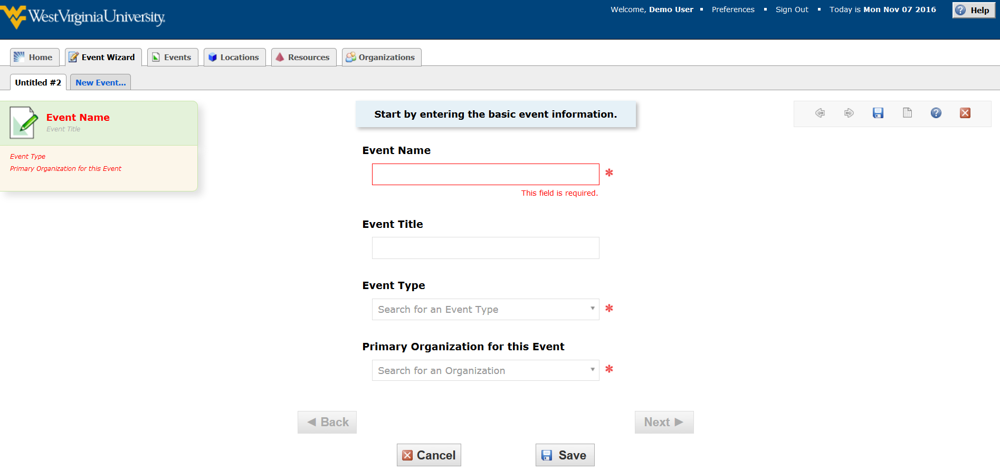 West Virginia University.
Welcome, Demo User ▪ Preferences ▪ Sign Out ▪ Today is Mon Nov 07 2016
Help
Home
Event Wizard
Events
Locations
Resources
Organizations
Untitled #2
New Event...
Event Name
Event Title
Event Type
Primary Organization for this Event
Start by entering the basic event information.
Event Name
*
This field is required.
Event Title
Event Type
Search for an Event Type
*
Primary Organization for this Event
Search for an Organization
*
Back
Next
Cancel
Save